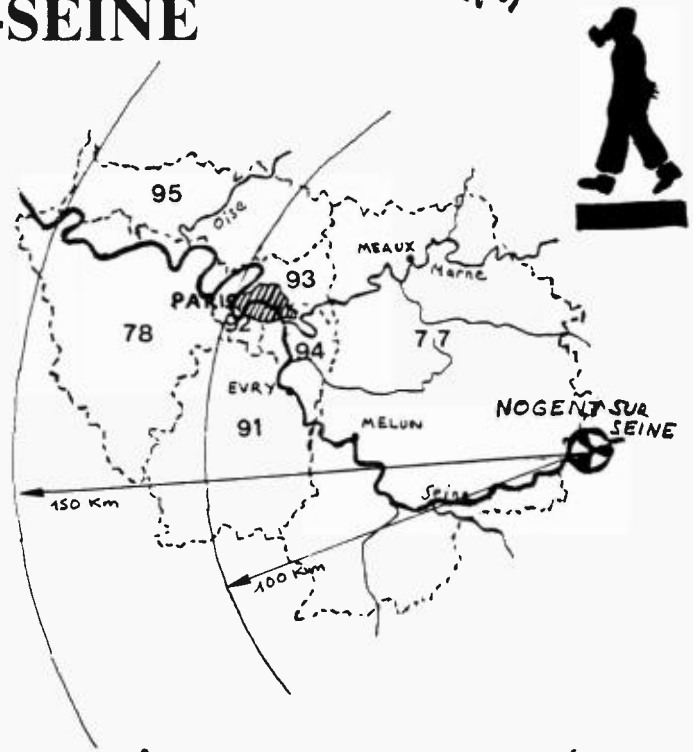 -SEINE
95
Oise
MEAUX
Marne
93
PARIS
92
78
94
77
EVRY
NOGENT SUR
SEINE
91
MELUN
150 Km
Seine
100 Km